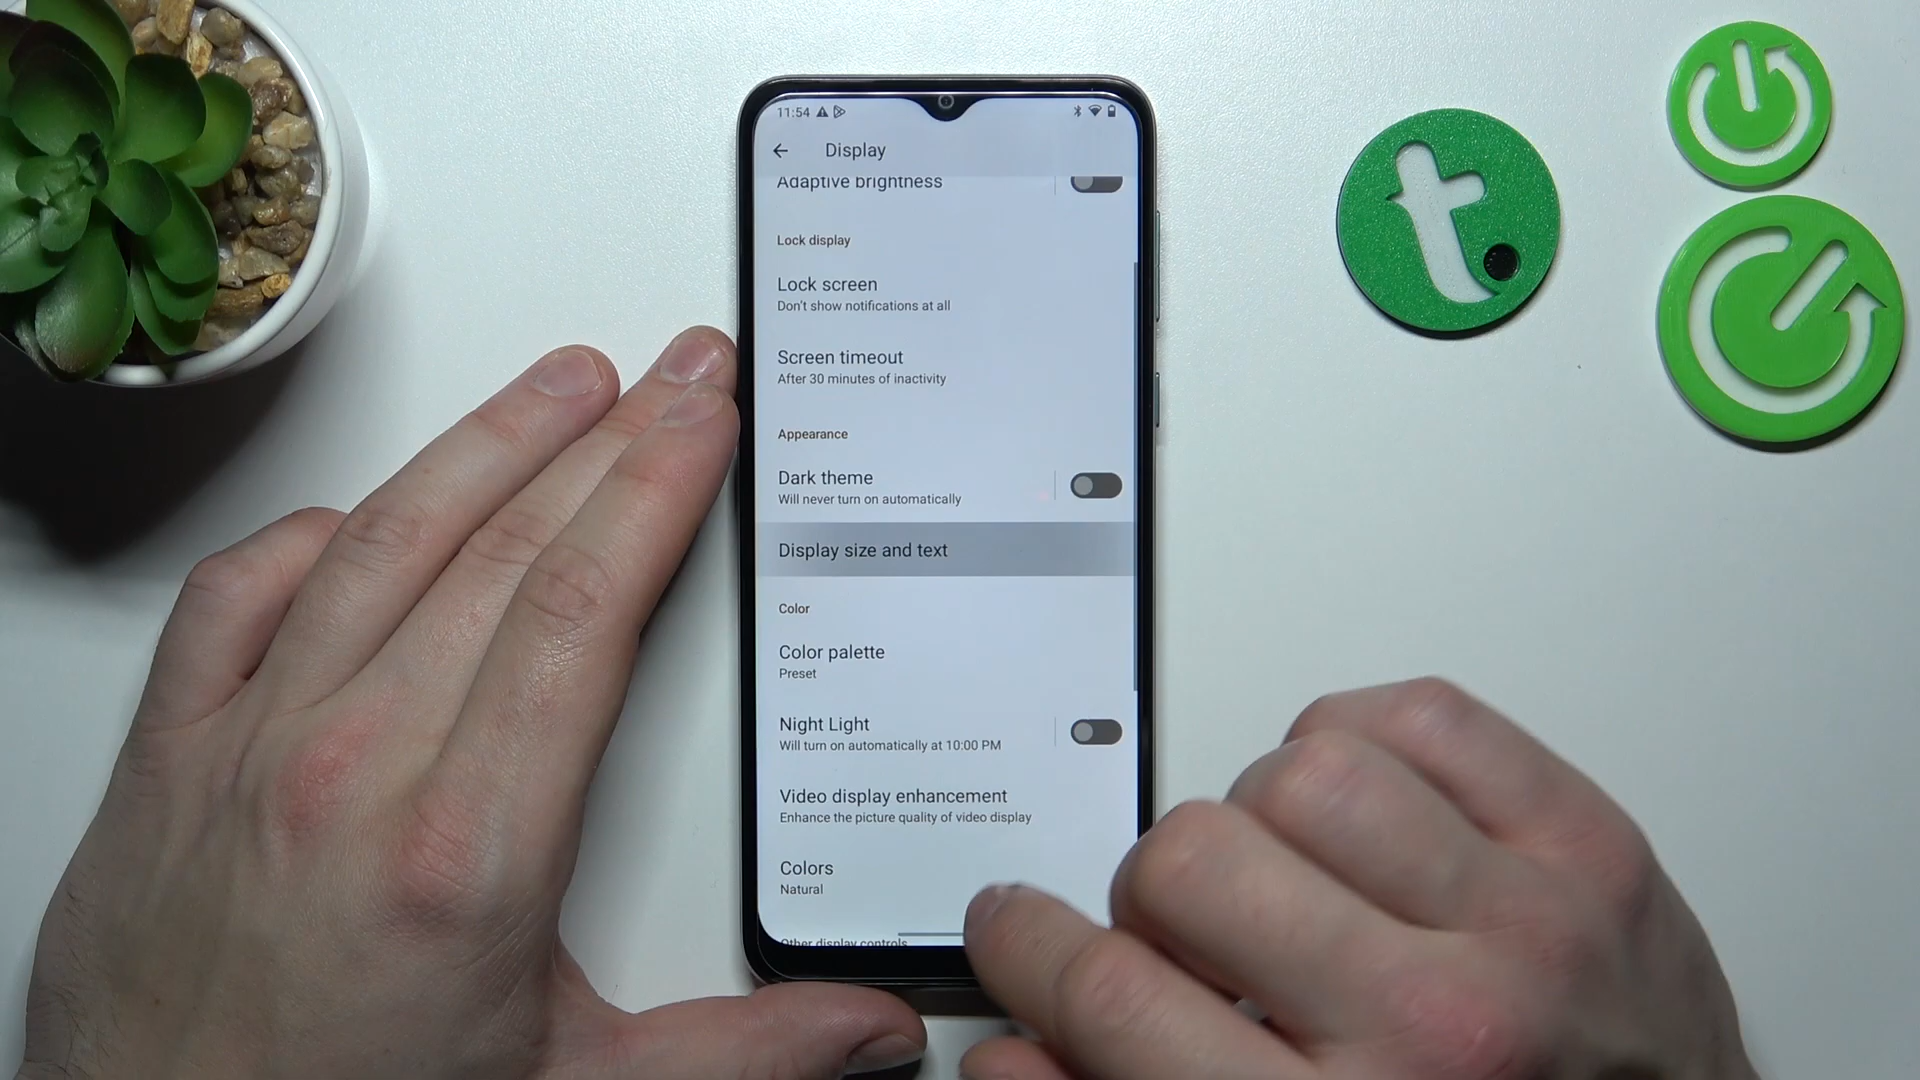 11:54
Display
Adaptive brightness
Lock display
Lock screen
Don't show notifications at all
Screen timeout
After 30 minutes of inactivity
Appearance
Dark theme
Will never turn on automatically
Display size and text
Color
Color palette
Preset
Night Light
Will turn on automatically at 10:00 PM
Video display enhancement
Enhance the picture quality of video display
Colors
Natural
Other display controls
t